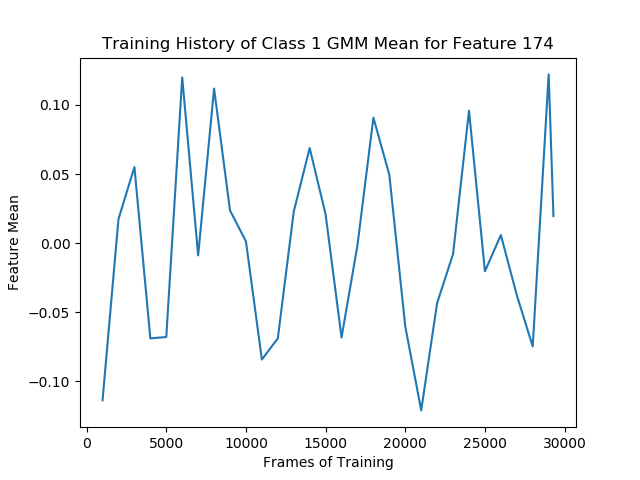 Training History of Class 1 GMM Mean for Feature 174
0.10
0.05
0.00
−0.05
−0.10
Feature Mean
0 5000 10000 15000 20000 25000 30000
Frames of Training